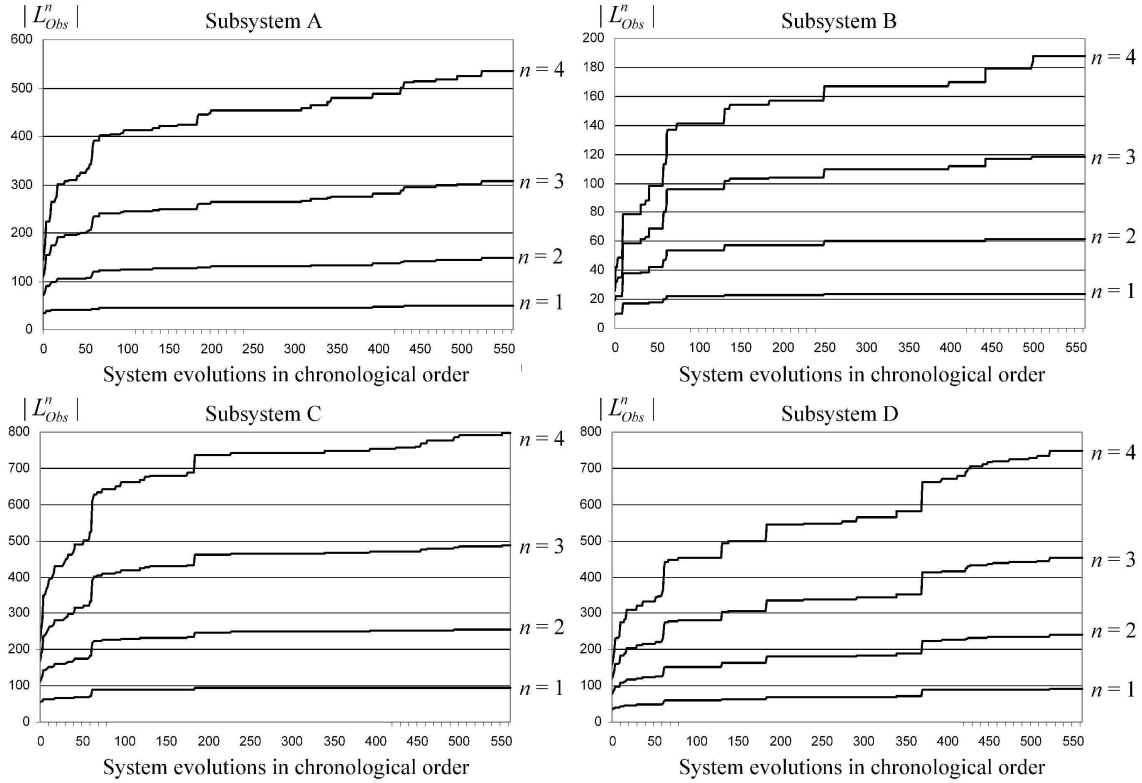 | L^n_Obs |
Subsystem A
600
500
400
300
200
100
0
n = 4
n = 3
n = 2
n = 1
0 50 100 150 200 250 300 350 400 450 500 550
System evolutions in chronological order
| L^n_Obs |
Subsystem B
200
180
160
140
120
100
80
60
40
20
0
n = 4
n = 3
n = 2
n = 1
0 50 100 150 200 250 300 350 400 450 500 550
System evolutions in chronological order
| L^n_Obs |
Subsystem C
800
700
600
500
400
300
200
100
0
n = 4
n = 3
n = 2
n = 1
0 50 100 150 200 250 300 350 400 450 500 550
System evolutions in chronological order
| L^n_Obs |
Subsystem D
800
700
600
500
400
300
200
100
0
n = 4
n = 3
n = 2
n = 1
0 50 100 150 200 250 300 350 400 450 500 550
System evolutions in chronological order